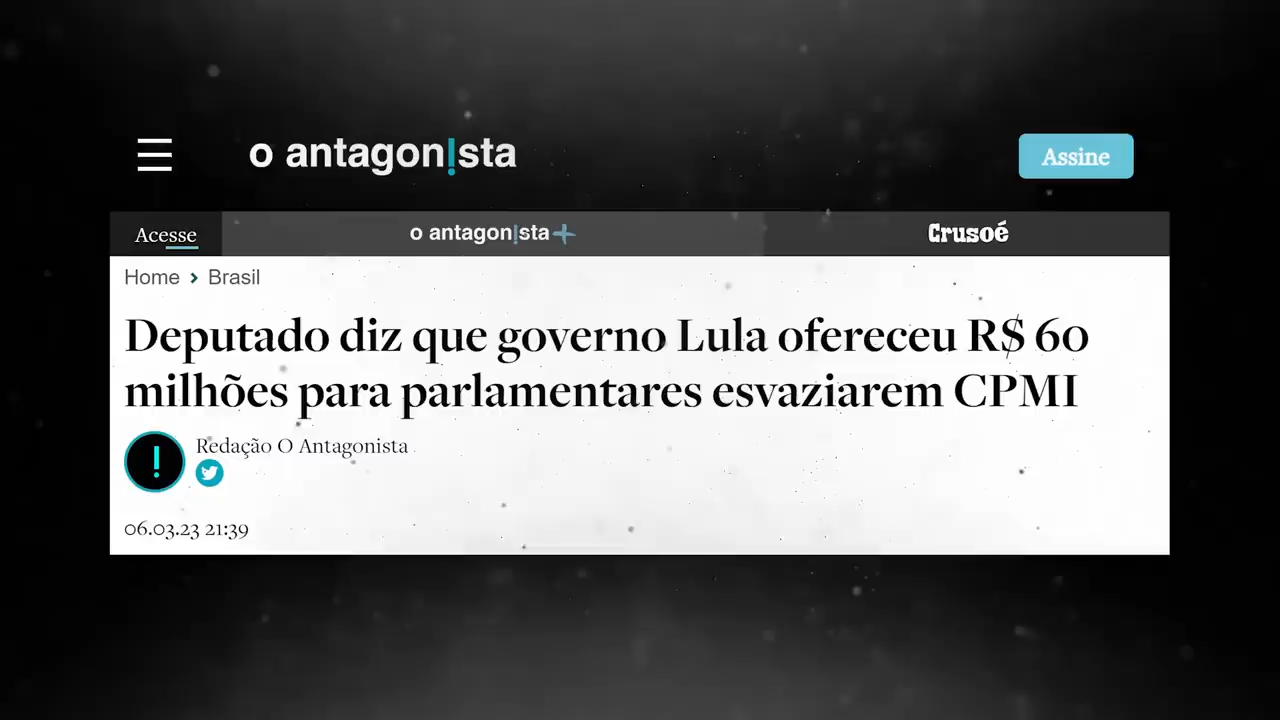 o antagon!sta
Assine
Acesse
o antagon!sta+
Crusoé
Home > Brasil
Deputado diz que governo Lula ofereceu R$ 60
milhões para parlamentares esvaziarem CPMI
!
Redação O Antagonista
06.03.23 21:39